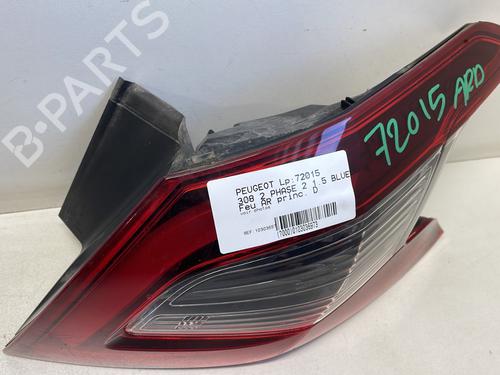 B-PARTS
72015 ARD
PEUGEOT Lp:72015
308 2 PHASE 2 1.5 BLUE
Feu AR princ. D